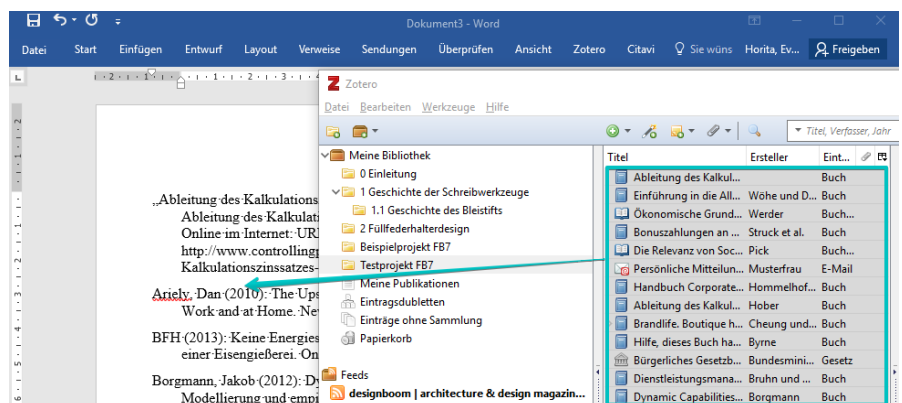 Dokument3 - Word
Datei Start Einfügen Entwurf Layout Verweise Sendungen Überprüfen Ansicht Zotero Citavi Sie wüns Horita, Ev... Freigeben
Zotero
Datei Bearbeiten Werkzeuge Hilfe
Titel, Verfasser, Jahr
Meine Bibliothek
0 Einleitung
1 Geschichte der Schreibwerkzeuge
1.1 Geschichte des Bleistifts
2 Füllfederhalterdesign
Beispielprojekt FB7
Testprojekt FB7
Meine Publikationen
Eintragsdubletten
Einträge ohne Sammlung
Papierkorb
Feeds
designboom | architecture & design magazin...
Titel Ersteller Eint...
Ableitung des Kalkul... Buch
Einführung in die All... Wöhe und D... Buch
Ökonomische Grund... Werder Buch...
Bonuszahlungen an ... Struck et al. Buch
Die Relevanz von Soc... Pick Buch...
Persönliche Mitteilun... Musterfrau E-Mail
Handbuch Corporate... Hommelhof... Buch
Ableitung des Kalkul... Hober Buch
Brandlife. Boutique h... Cheung und... Buch
Hilfe, dieses Buch ha... Byrne Buch
Bürgerliches Gesetzb... Bundesmini... Gesetz
Dienstleistungsmana... Bruhn und ... Buch
Dynamic Capabilities... Borgmann Buch
„Ableitung des Kalkulations
Ableitung des Kalkulati
Online im Internet: URL
http://www.controllingp
Kalkulationszinssatzes-
Ariely, Dan (2010): The Ups
Work and at Home. Ne
BFH (2013): Keine Energies
einer Eisengießerei. On
Borgmann, Jakob (2012): Dy
Modellierung und empi